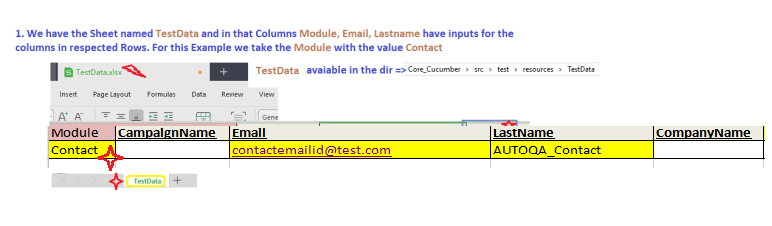 1. We have the Sheet named TestData and in that Columns Module, Email, Lastname have inputs for the
columns in respected Rows. For this Example we take the Module with the value Contact
S TestData.xlsx + TestData avaiable in the dir => Core_Cucumber > src > test > resources > TestData
Insert Page Layout Formulas Data Review View
A+ A- Gene
Module CampaignName Email LastName CompanyName
Contact contactemailid@test.com AUTOQA_Contact
TestData +